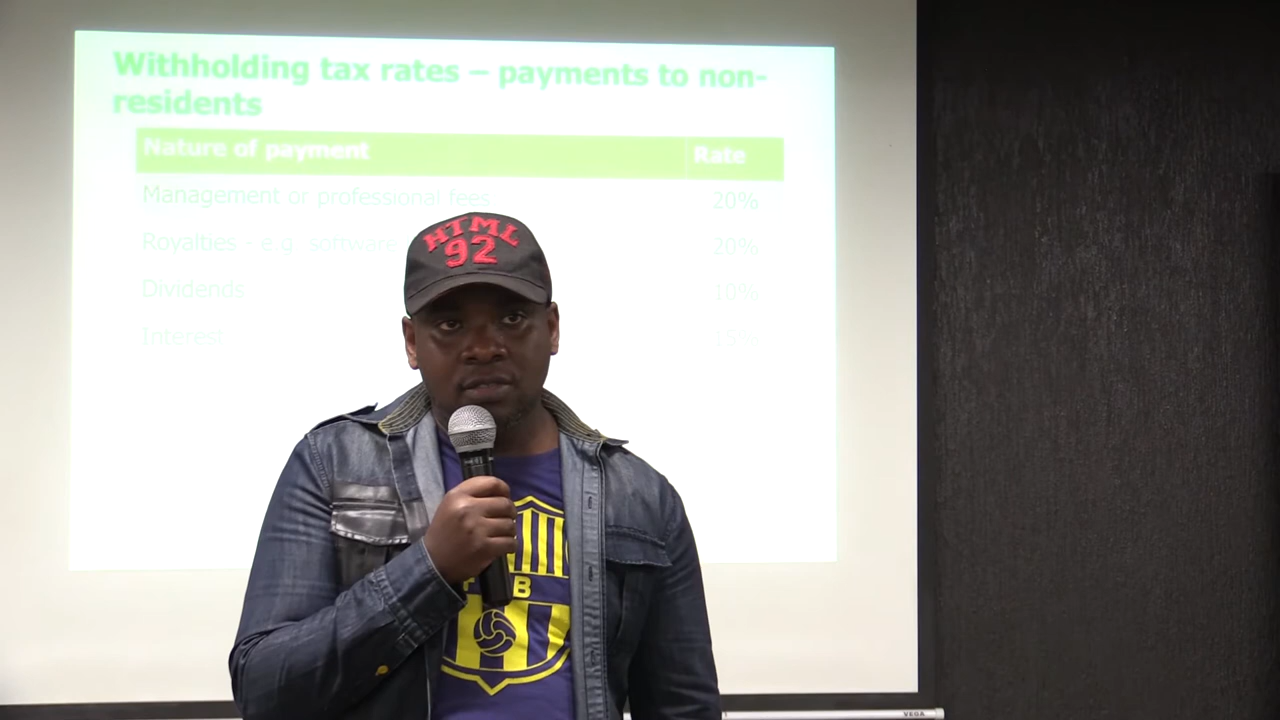 Withholding tax rates – payments to non-
residents
Nature of payment Rate
Management or professional fees 20%
Royalties - e.g. software 20%
Dividends 10%
Interest 15%
HTML
92
F B
VEGA